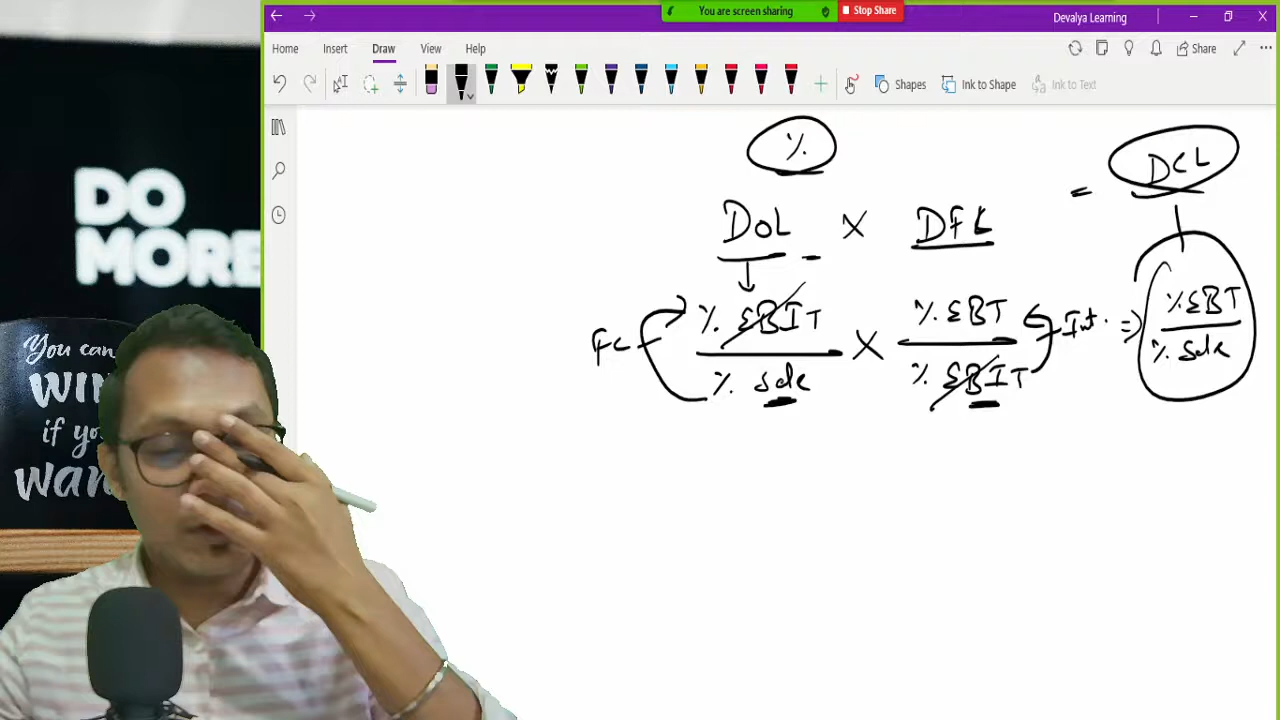 You are screen sharing
Stop Share
Devalya Learning
Home Insert Draw View Help
Share
Shapes
Ink to Shape
Ink to Text
DO
MORE
You can
WIN
if you
Wan
%
DOL X DFL = DCL
FC % EBIT X % EBT Int. => % EBT
% Sale % EBIT % Sale